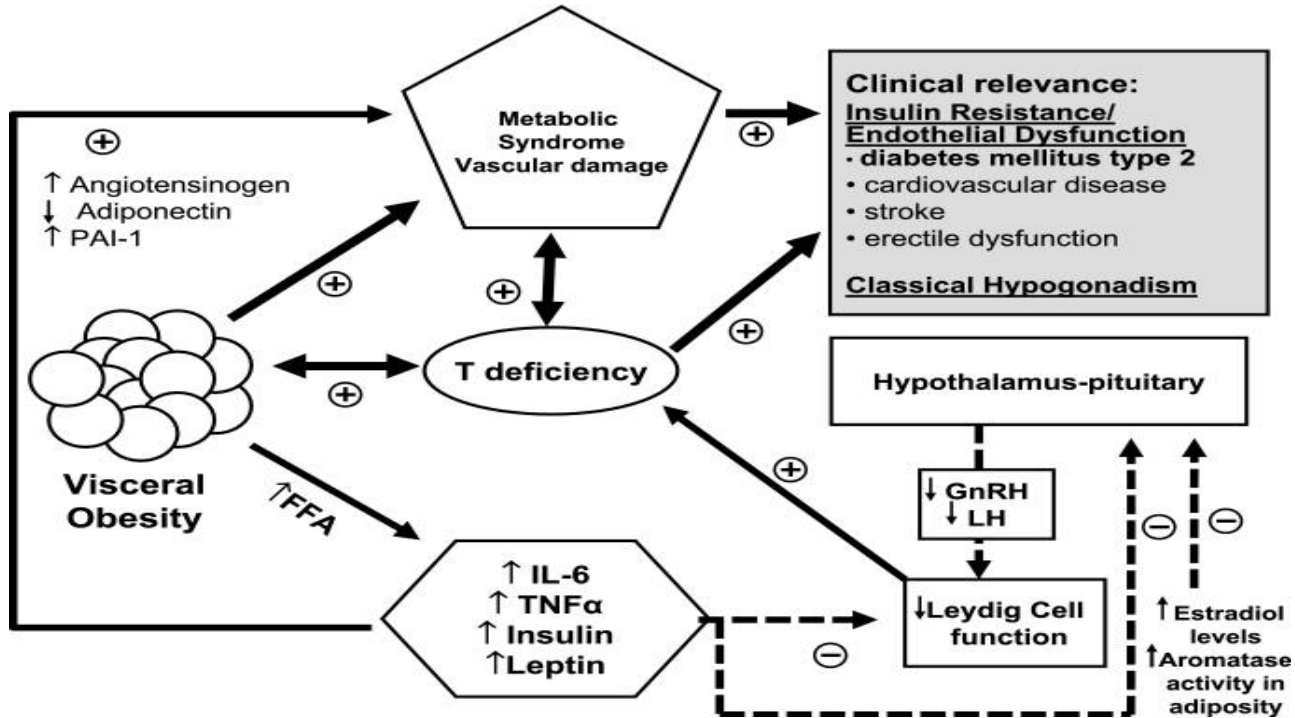 Metabolic
Syndrome
Vascular damage
+
Clinical relevance:
Insulin Resistance/
Endothelial Dysfunction
· diabetes mellitus type 2
• cardiovascular disease
• stroke
• erectile dysfunction
Classical Hypogonadism
+
↑ Angiotensinogen
↓ Adiponectin
↑ PAI-1
+
+
+
T deficiency
+
Visceral
Obesity
↑FFA
Hypothalamus-pituitary
+
↓ GnRH
↓ LH
−
−
↑ IL-6
↑ TNFα
↑ Insulin
↑Leptin
−
↓Leydig Cell
function
↑ Estradiol
levels
↑Aromatase
activity in
adiposity